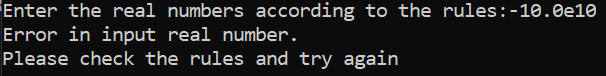 Enter the real numbers according to the rules:-10.0e10
Error in input real number.
Please check the rules and try again